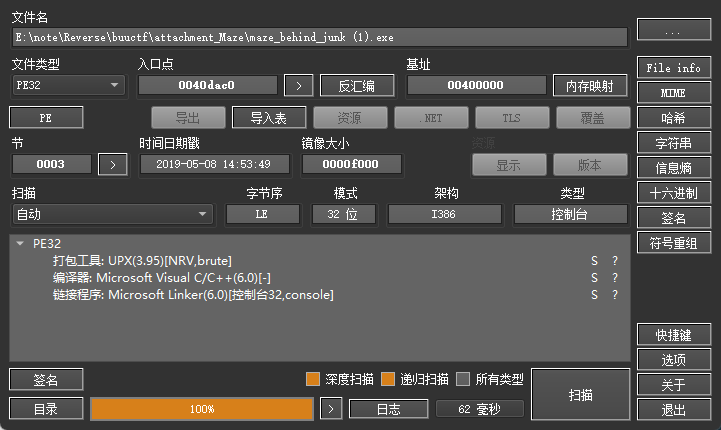 文件名
E:\note\Reverse\buuctf\attachment_Maze\maze_behind_junk (1).exe
...
文件类型 入口点 基址
PE32 0040dac0 > 反汇编 00400000 内存映射
File info
MIME
PE 导出 导入表 资源 .NET TLS 覆盖
哈希
节 时间日期戳 镜像大小 资源
字符串
0003 > 2019-05-08 14:53:49 0000f000 显示 版本
信息熵
扫描 字节序 模式 架构 类型
十六进制
自动 LE 32 位 I386 控制台
签名
PE32
符号重组
打包工具: UPX(3.95)[NRV,brute] S ?
编译器: Microsoft Visual C/C++(6.0)[-] S ?
链接程序: Microsoft Linker(6.0)[控制台32,console] S ?
快捷键
选项
签名 深度扫描 递归扫描 所有类型
扫描
关于
目录 100% > 日志 62 毫秒
退出